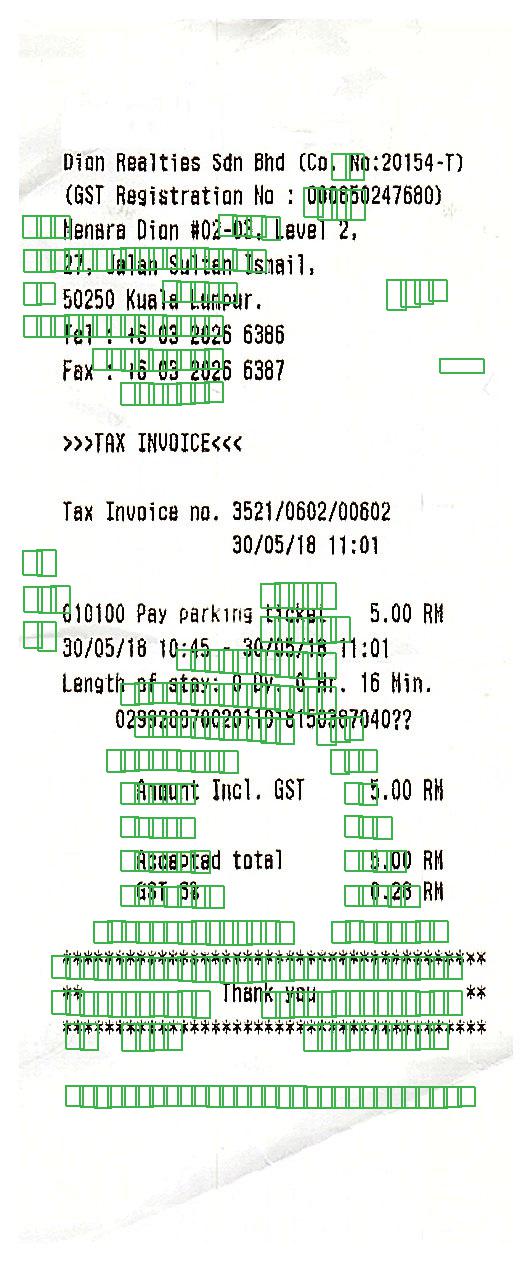 Dion Realties Sdn Bhd (Co. No:20154-T)
(GST Registration No : 000850247680)
Menara Dion #02-03, Level 2,
27, Jalan Sultan Ismail,
50250 Kuala Lumpur.
Tel : +6 03 2026 6386
Fax : +6 03 2026 6387
>>>TAX INVOICE<<<
Tax Invoice no. 3521/0602/00602
30/05/18 11:01
010100 Pay parking ticket 5.00 RM
30/05/18 10:45 - 30/05/18 11:01
Length of stay: 0 Dy. 0 Hr. 16 Min.
Amount Incl. GST 5.00 RM
Accepted total 5.00 RM
GST 6% 0.28 RM
****************************************
** Thank you **
****************************************